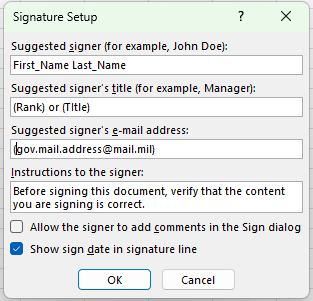 Signature Setup
Suggested signer (for example, John Doe):
First_Name Last_Name
Suggested signer's title (for example, Manager):
(Rank) or (TItle)
Suggested signer's e-mail address:
(gov.mail.address@mail.mil)
Instructions to the signer:
Before signing this document, verify that the content
you are signing is correct.
Allow the signer to add comments in the Sign dialog
Show sign date in signature line
OK Cancel